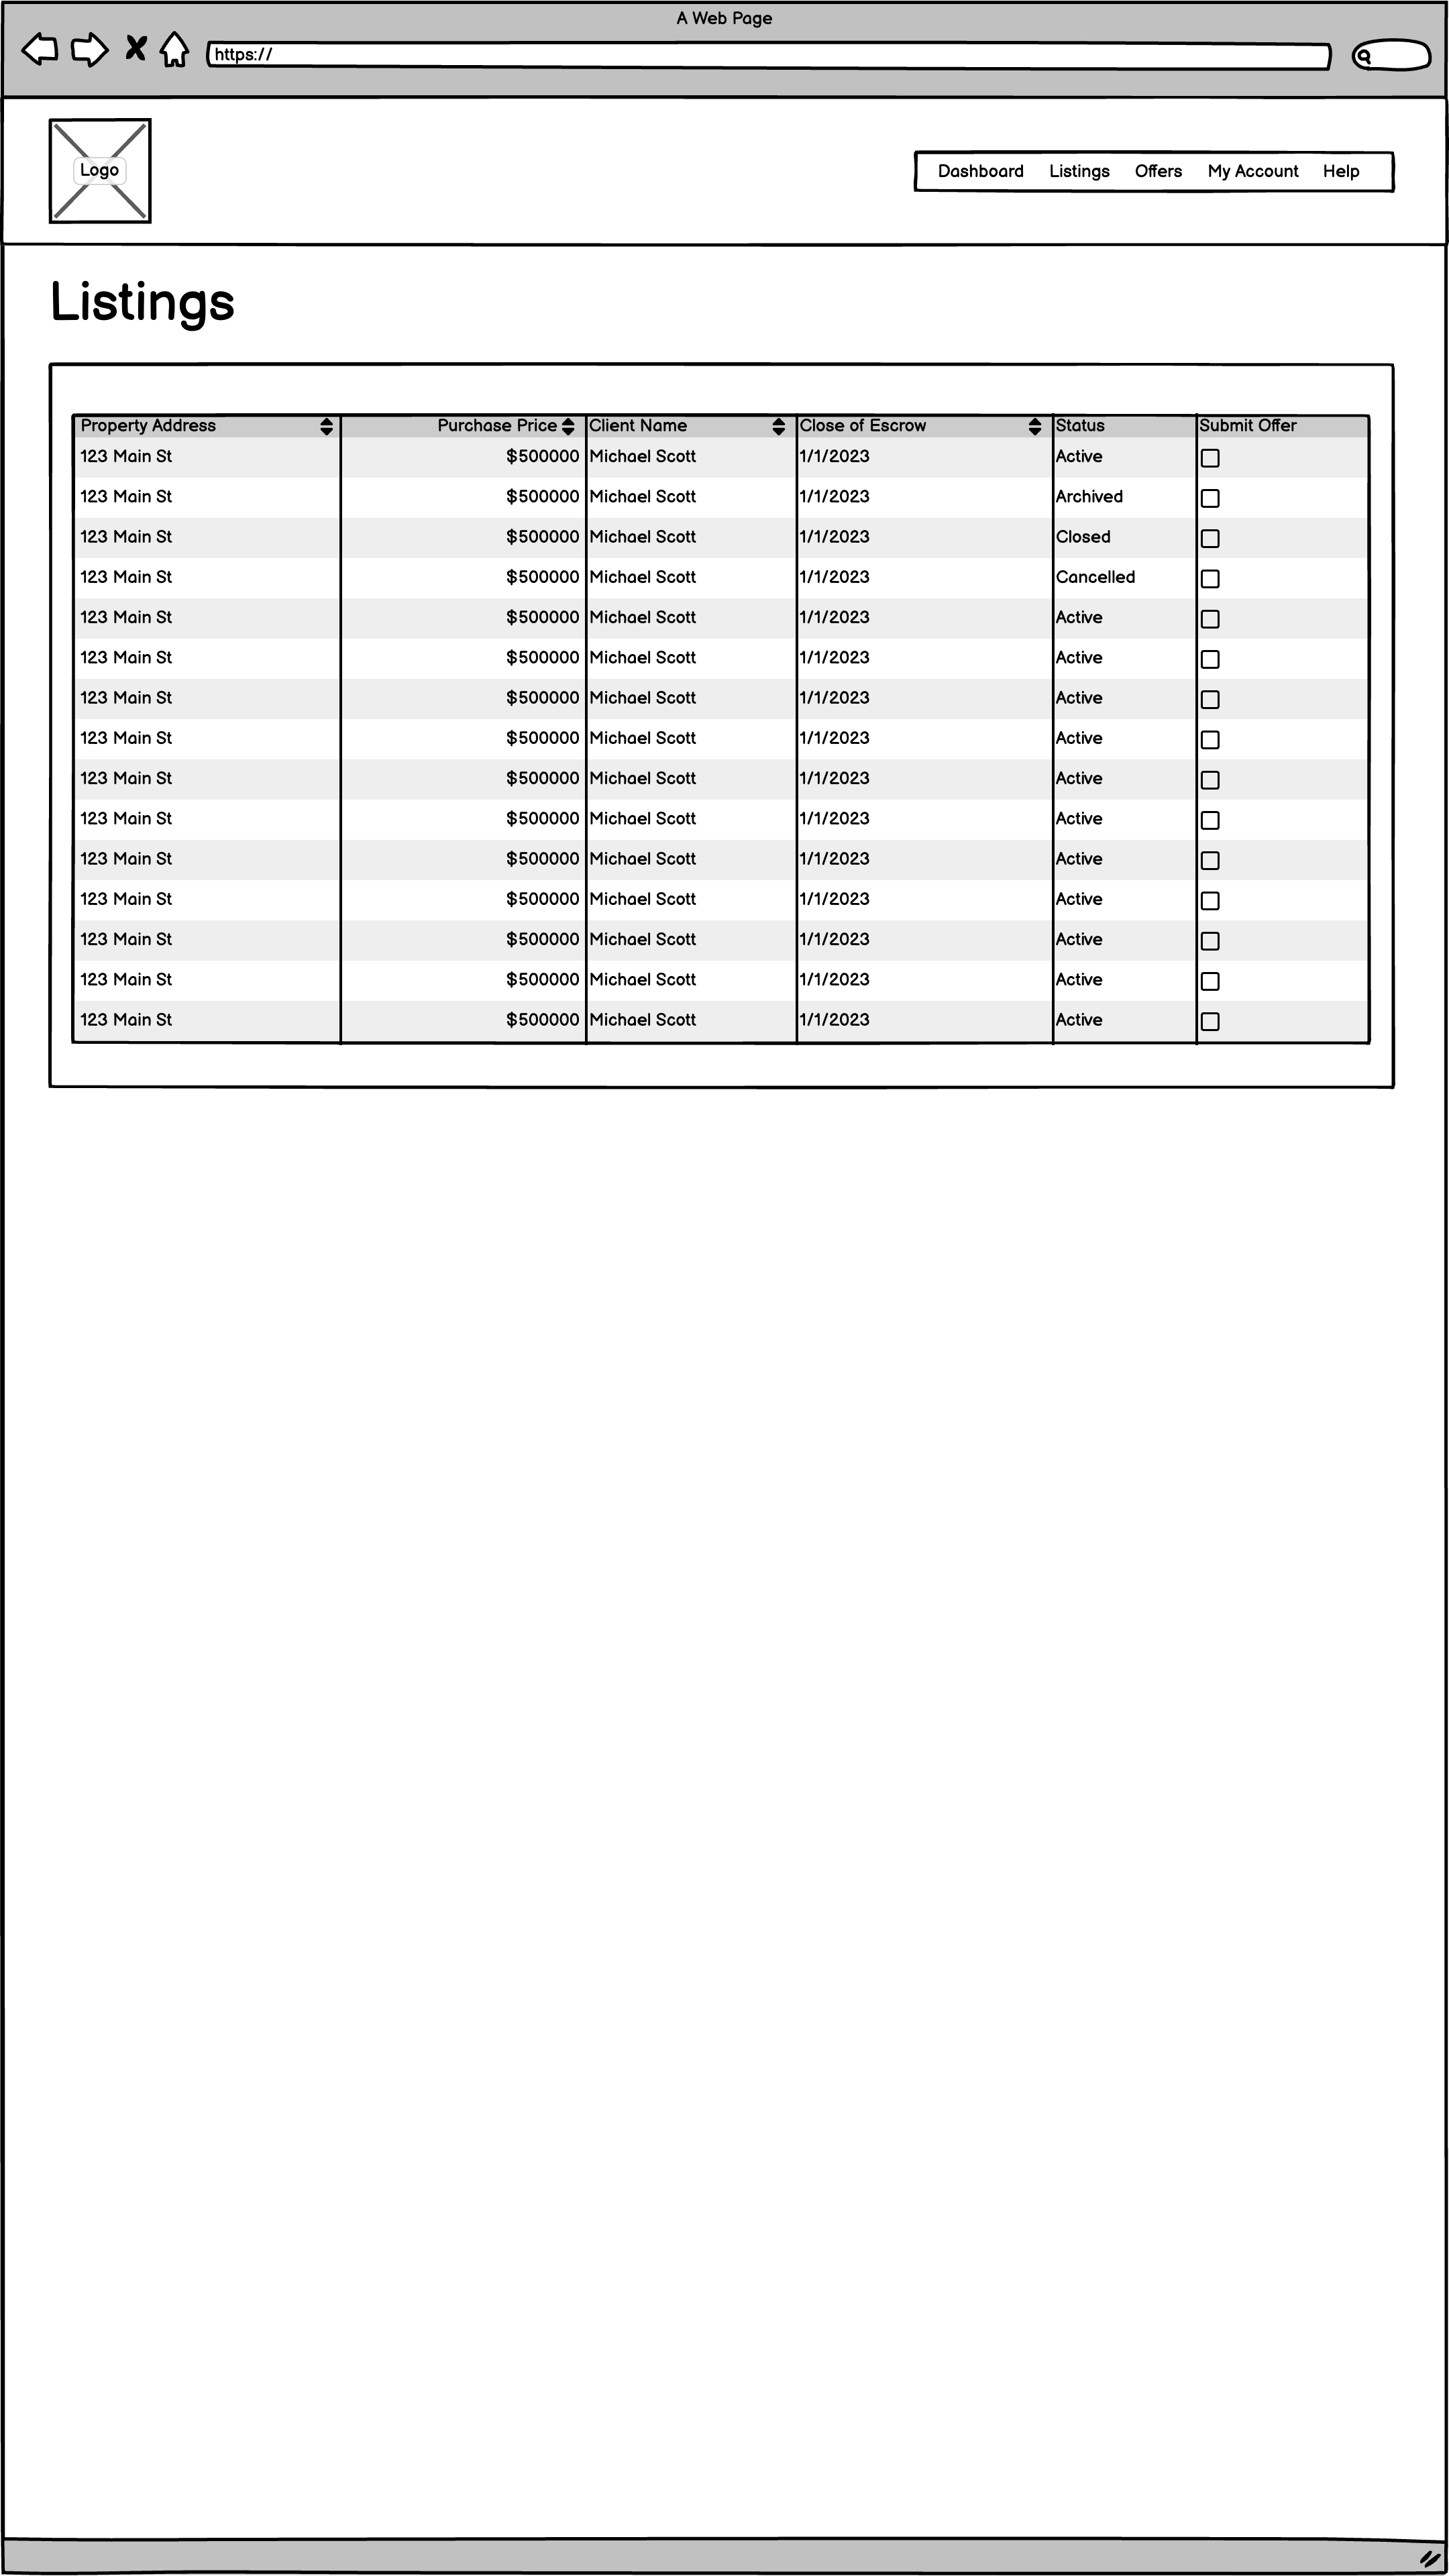 A Web Page
https://
Logo
Dashboard Listings Offers My Account Help
Listings
Property Address Purchase Price Client Name Close of Escrow Status Submit Offer
123 Main St $500000 Michael Scott 1/1/2023 Active
123 Main St $500000 Michael Scott 1/1/2023 Archived
123 Main St $500000 Michael Scott 1/1/2023 Closed
123 Main St $500000 Michael Scott 1/1/2023 Cancelled
123 Main St $500000 Michael Scott 1/1/2023 Active
123 Main St $500000 Michael Scott 1/1/2023 Active
123 Main St $500000 Michael Scott 1/1/2023 Active
123 Main St $500000 Michael Scott 1/1/2023 Active
123 Main St $500000 Michael Scott 1/1/2023 Active
123 Main St $500000 Michael Scott 1/1/2023 Active
123 Main St $500000 Michael Scott 1/1/2023 Active
123 Main St $500000 Michael Scott 1/1/2023 Active
123 Main St $500000 Michael Scott 1/1/2023 Active
123 Main St $500000 Michael Scott 1/1/2023 Active
123 Main St $500000 Michael Scott 1/1/2023 Active